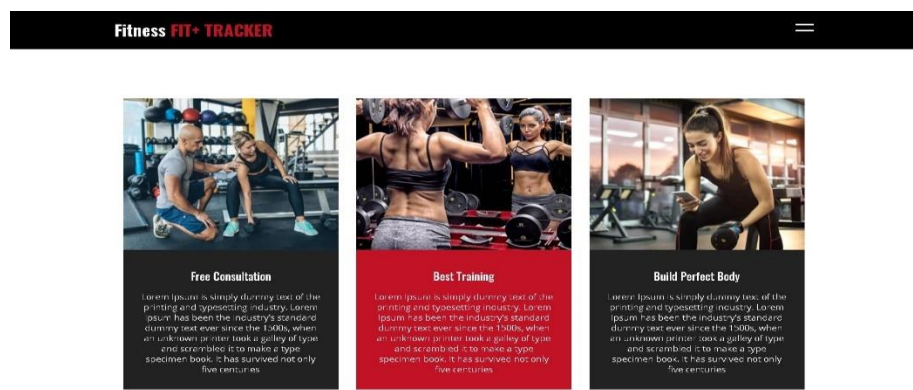 Fitness FIT+ TRACKER
Free Consultation
Lorem Ipsum is simply dummy text of the
printing and typesetting industry. Lorem
Ipsum has been the industry's standard
dummy text ever since the 1500s, when
an unknown printer took a galley of type
and scrambled it to make a type
specimen book. It has survived not only
five centuries
Best Training
Lorem Ipsum is simply dummy text of the
printing and typesetting industry. Lorem
Ipsum has been the industry's standard
dummy text ever since the 1500s, when
an unknown printer took a galley of type
and scrambled it to make a type
specimen book. It has survived not only
five centuries
Build Perfect Body
Lorem Ipsum is simply dummy text of the
printing and typesetting industry. Lorem
Ipsum has been the industry's standard
dummy text ever since the 1500s, when
an unknown printer took a galley of type
and scrambled it to make a type
specimen book. It has survived not only
five centuries